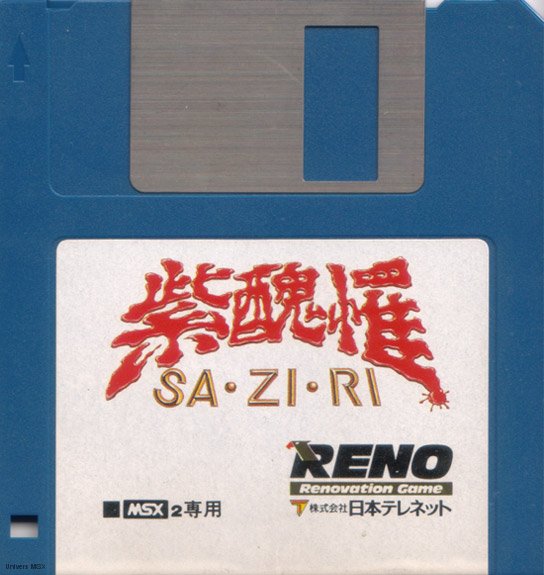 紫醜罹
SA・ZI・RI
RENO
Renovation Game
MSX 2専用
株式会社 日本テレネット
Univers MSX